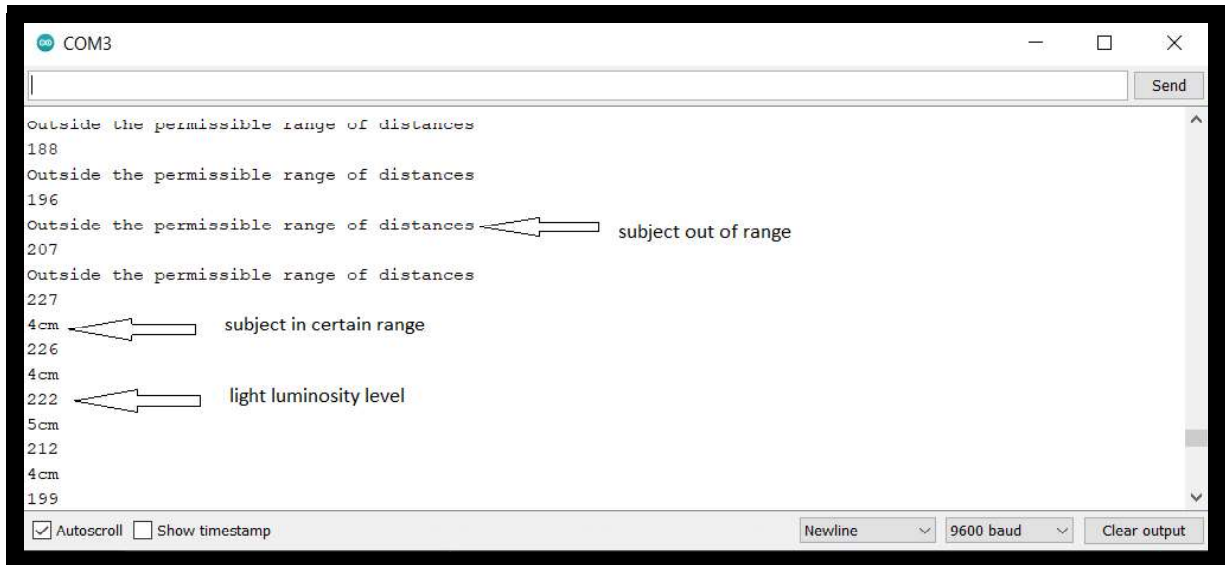 COM3
Send
Outside the permissible range of distances
188
Outside the permissible range of distances
196
Outside the permissible range of distances subject out of range
207
Outside the permissible range of distances
227
4cm subject in certain range
226
4cm
222 light luminosity level
5cm
212
4cm
199
Autoscroll Show timestamp Newline 9600 baud Clear output